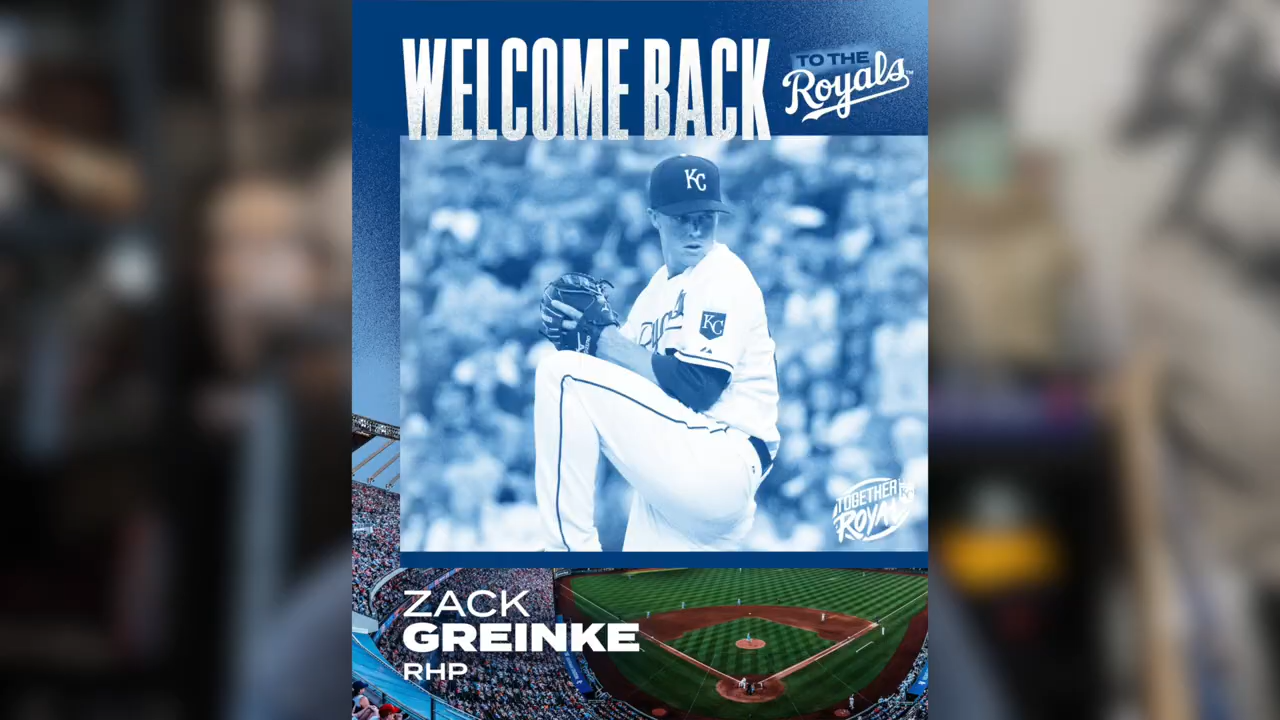 WELCOME BACK
TO THE
Royals
KC
KC
TOGETHER
ROYAL
ZACK
GREINKE
RHP